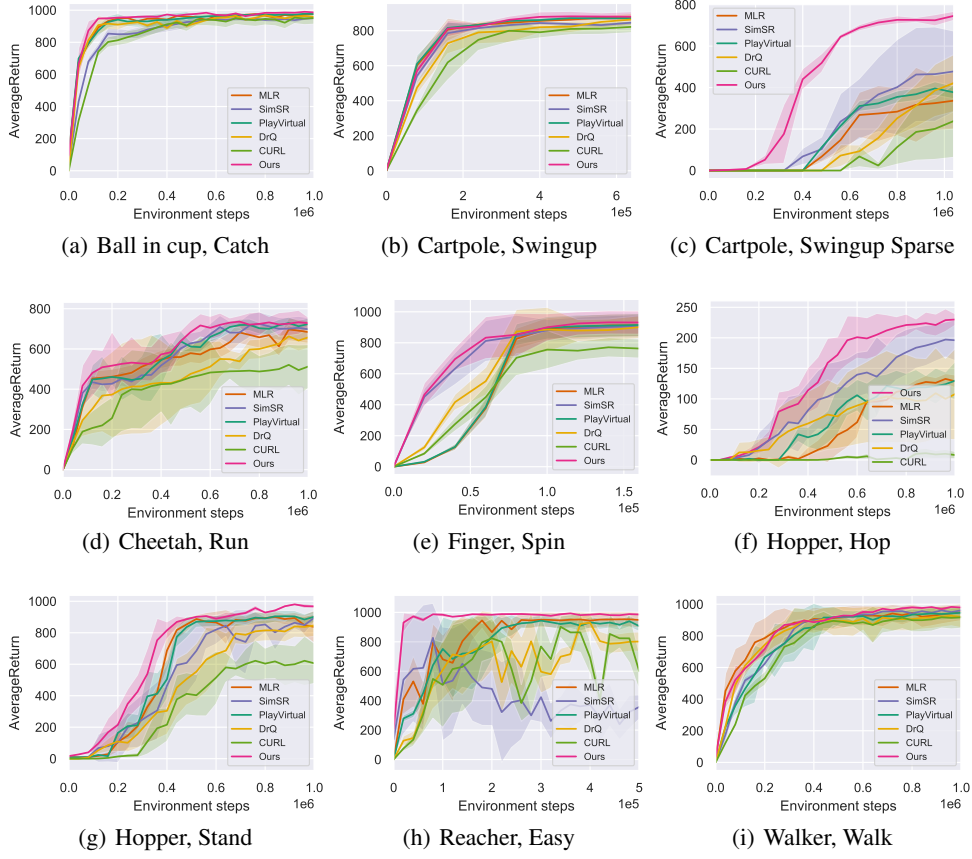 1000
800
600
400
200
0
AverageReturn
MLR
SimSR
PlayVirtual
DrQ
CURL
Ours
0.0 0.2 0.4 0.6 0.8 1.0
1e6
Environment steps
(a) Ball in cup, Catch
1000
800
600
400
200
0
AverageReturn
MLR
SimSR
PlayVirtual
DrQ
CURL
Ours
0 2 4 6
1e5
Environment steps
(b) Cartpole, Swingup
800
600
400
200
0
AverageReturn
MLR
SimSR
PlayVirtual
DrQ
CURL
Ours
0.0 0.2 0.4 0.6 0.8 1.0
1e6
Environment steps
(c) Cartpole, Swingup Sparse
800
600
400
200
0
AverageReturn
MLR
SimSR
PlayVirtual
DrQ
CURL
Ours
0.0 0.2 0.4 0.6 0.8 1.0
1e6
Environment steps
(d) Cheetah, Run
1000
800
600
400
200
0
AverageReturn
MLR
SimSR
PlayVirtual
DrQ
CURL
Ours
0.0 0.5 1.0 1.5
1e5
Environment steps
(e) Finger, Spin
250
200
150
100
50
0
AverageReturn
Ours
MLR
SimSR
PlayVirtual
DrQ
CURL
0.0 0.2 0.4 0.6 0.8 1.0
1e6
Environment steps
(f) Hopper, Hop
1000
800
600
400
200
0
AverageReturn
MLR
SimSR
PlayVirtual
DrQ
CURL
Ours
0.0 0.2 0.4 0.6 0.8 1.0
1e6
Environment steps
(g) Hopper, Stand
1000
800
600
400
200
0
AverageReturn
MLR
SimSR
PlayVirtual
DrQ
CURL
Ours
0 1 2 3 4 5
1e5
Environment steps
(h) Reacher, Easy
1000
800
600
400
200
0
AverageReturn
MLR
SimSR
PlayVirtual
DrQ
CURL
Ours
0.0 0.2 0.4 0.6 0.8 1.0
1e6
Environment steps
(i) Walker, Walk